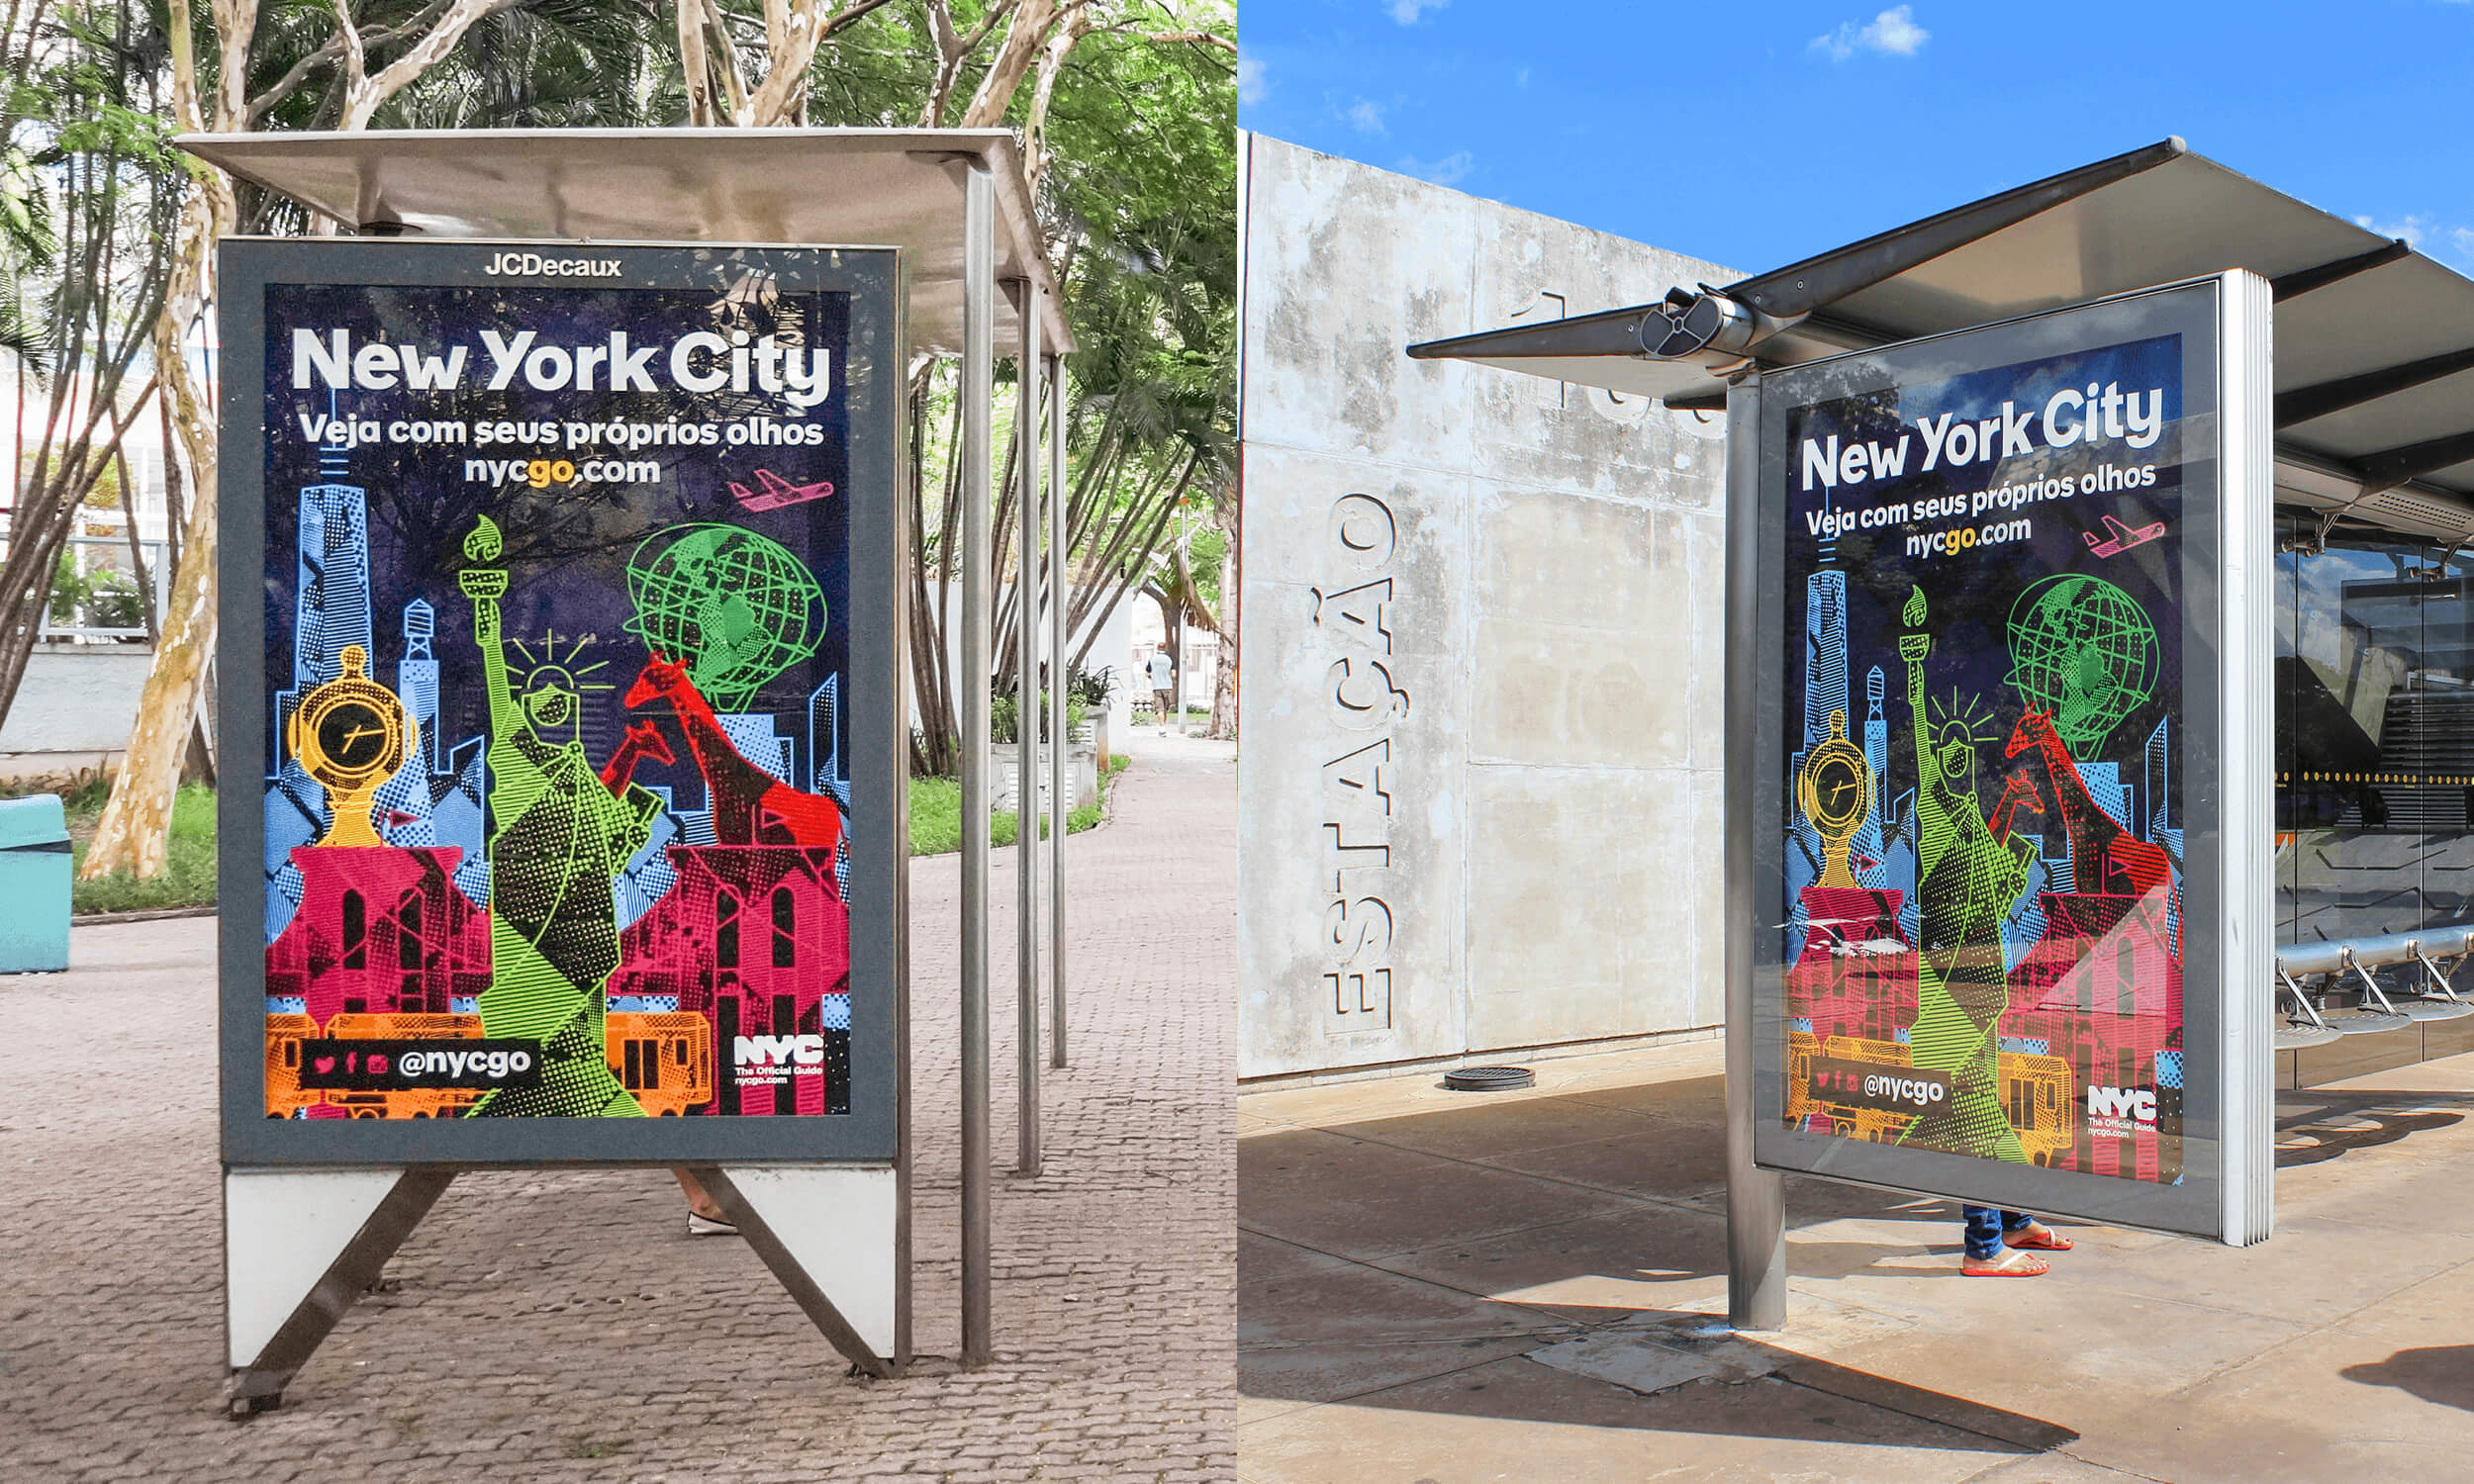 JCDecaux
New York City
Veja com seus próprios olhos
nycgo.com
@nycgo
NYC
The Official Guide
nycgo.com
ESTAÇÃO
New York City
Veja com seus próprios olhos
nycgo.com
@nycgo
NYC
The Official Guide
nycgo.com